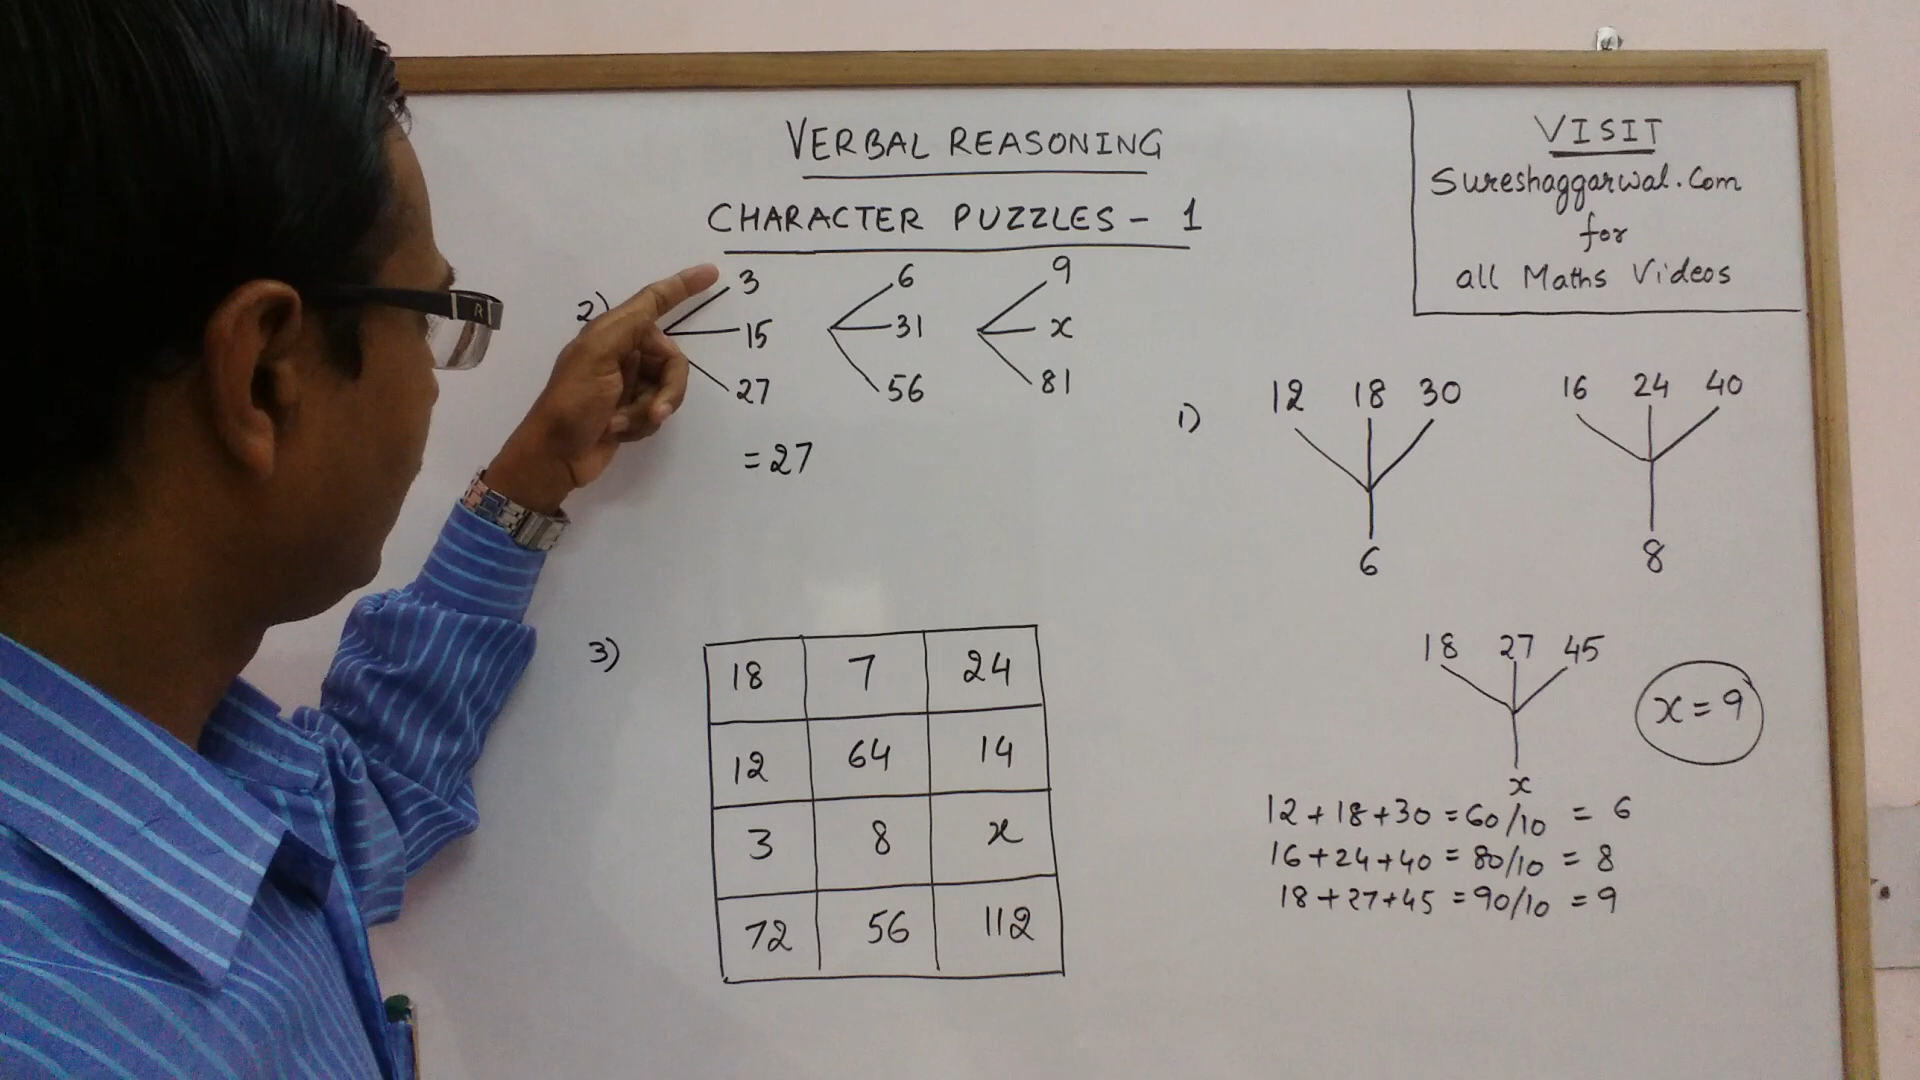 VERBAL REASONING
CHARACTER PUZZLES - 1
VISIT
Sureshaggarwal.Com
for
all Maths Videos
2)
3 6 9
15 31 x
27 56 81
= 27
1)
12 18 30 16 24 40
6 8
18 27 45
x
x = 9
12 + 18 + 30 = 60/10 = 6
16 + 24 + 40 = 80/10 = 8
18 + 27 + 45 = 90/10 = 9
3)
18 7 24
12 64 14
3 8 x
72 56 112
R